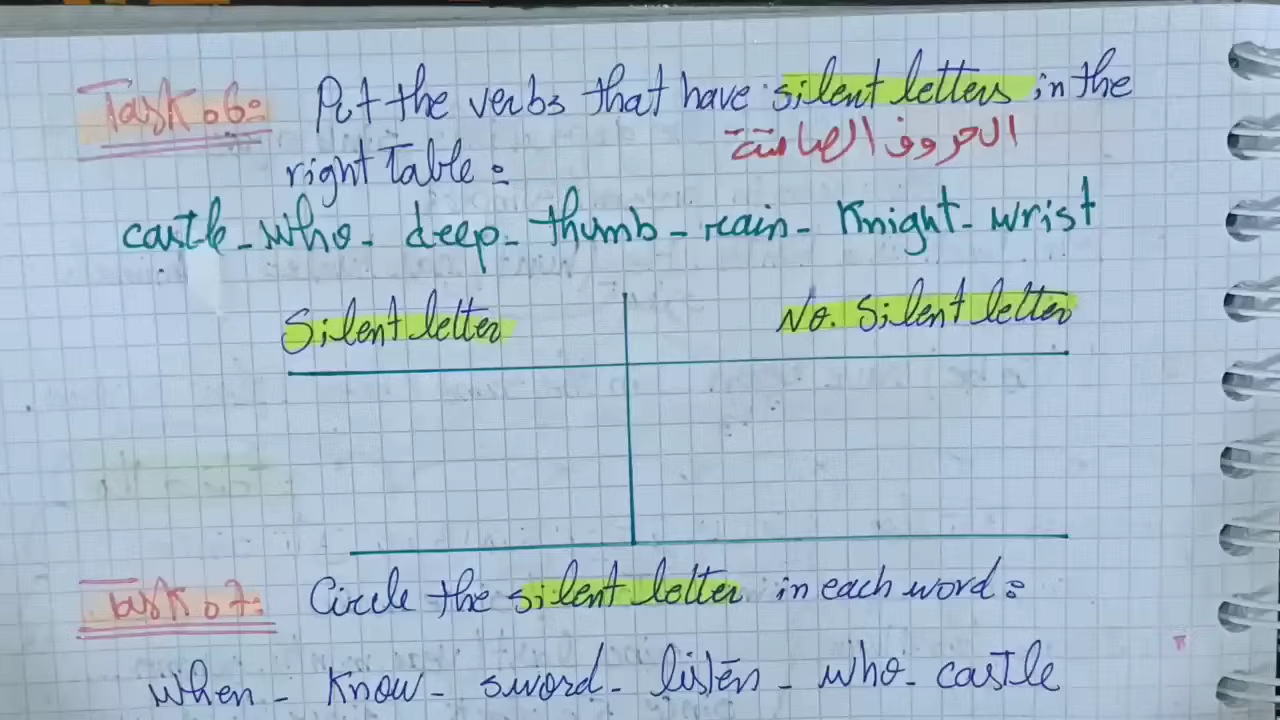 Task 06:
Put the verbs that have silent letters in the
الحروف الصامتة
right table:
castle - who - deep - thumb - rain - Knight - wrist
Silent letter
No. Silent letter
Task 07:
Circle the silent letter in each word:
when - Know - sword - listen - who - castle